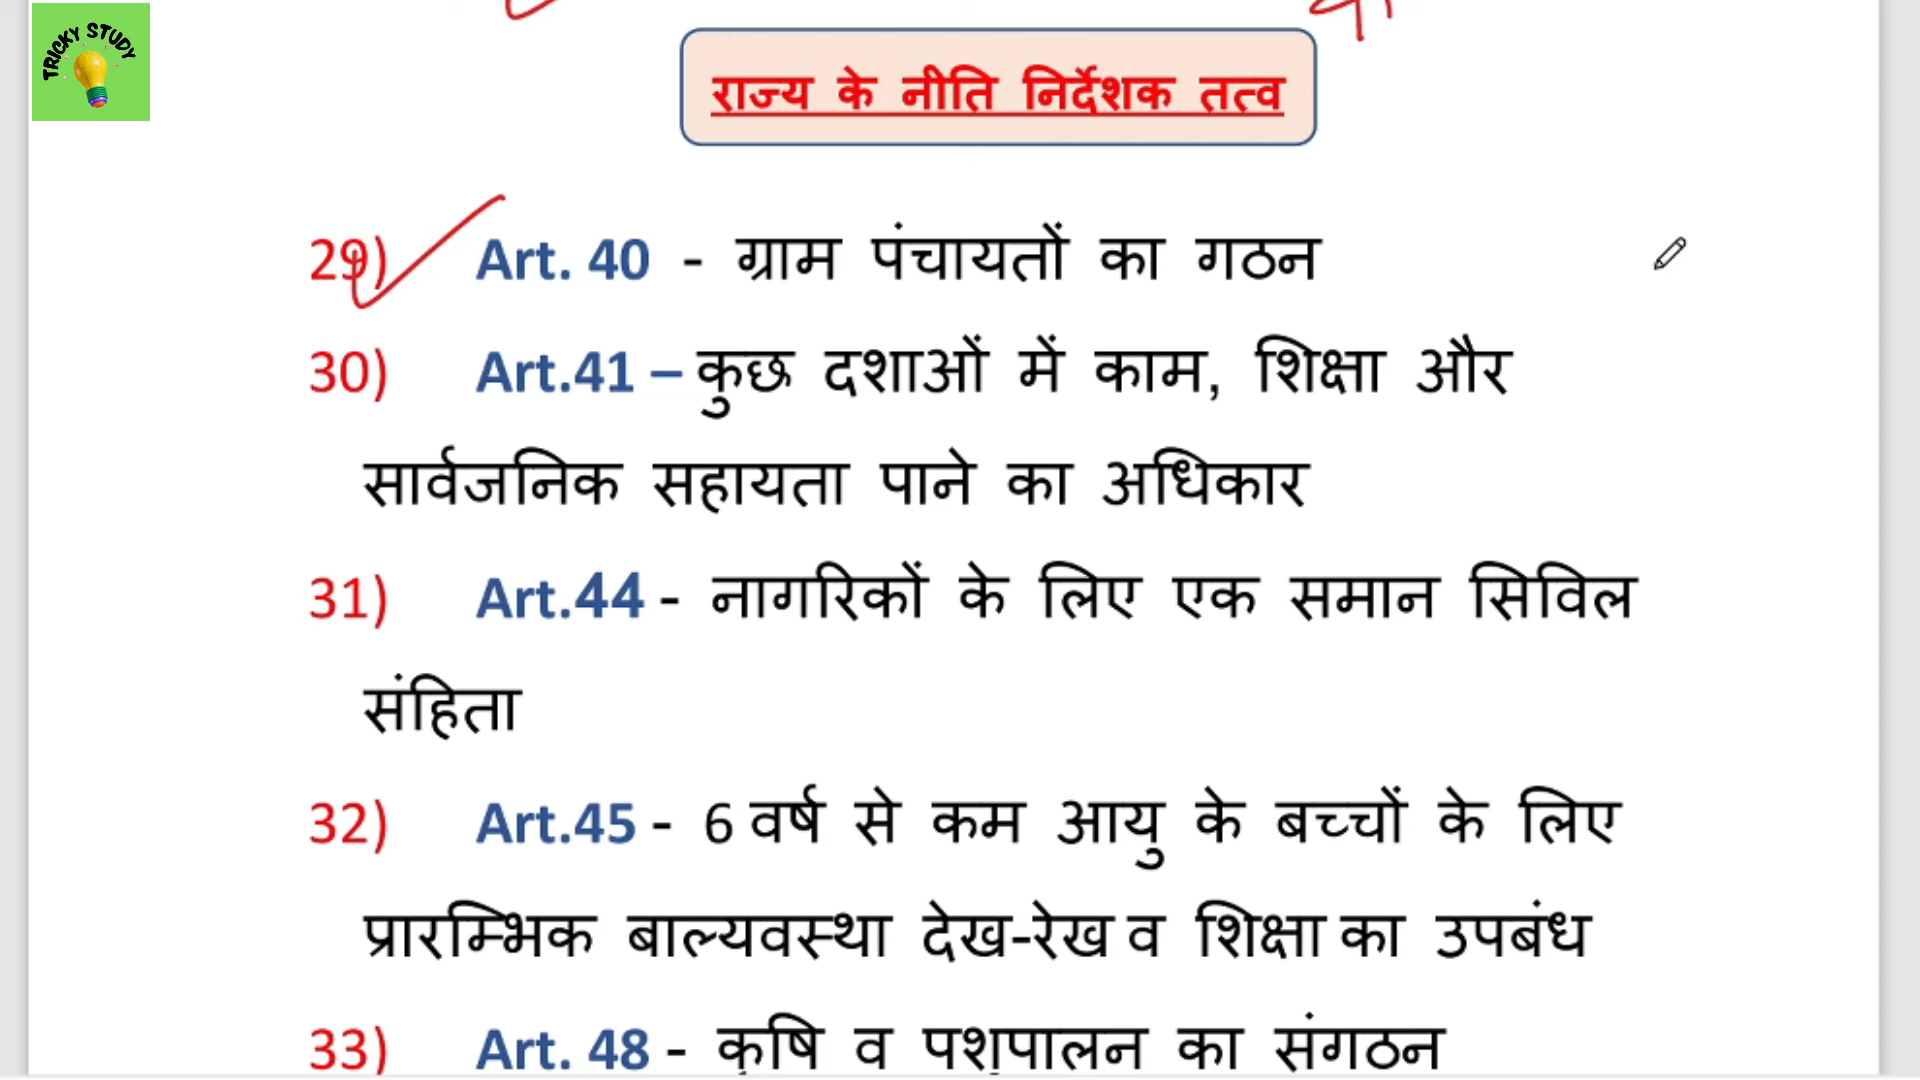 TRICKY STUDY
राज्य के नीति निर्देशक तत्व
29) Art. 40 - ग्राम पंचायतों का गठन
30) Art.41 – कुछ दशाओं में काम, शिक्षा और
सार्वजनिक सहायता पाने का अधिकार
31) Art.44 - नागरिकों के लिए एक समान सिविल
संहिता
32) Art.45 - 6 वर्ष से कम आयु के बच्चों के लिए
प्रारम्भिक बाल्यवस्था देख-रेख व शिक्षा का उपबंध
33) Art. 48 - कृषि व पशुपालन का संगठन